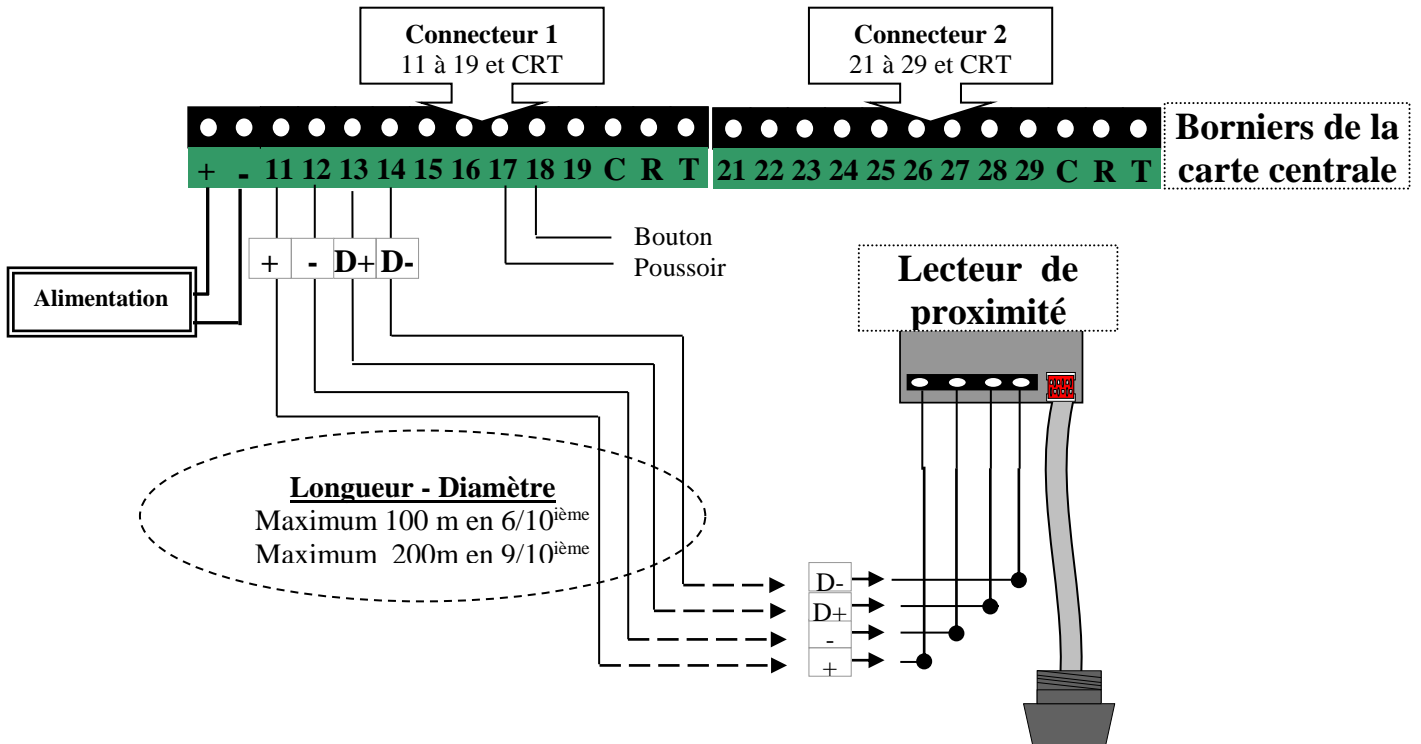 Connecteur 1
11 à 19 et CRT
Connecteur 2
21 à 29 et CRT
+ - 11 12 13 14 15 16 17 18 19 C R T
21 22 23 24 25 26 27 28 29 C R T
Borniers de la
carte centrale
Bouton
Poussoir
+ - D+ D-
Alimentation
Lecteur de
proximité
Longueur - Diamètre
Maximum 100 m en 6/10ième
Maximum 200m en 9/10ième
D-
D+
-
+